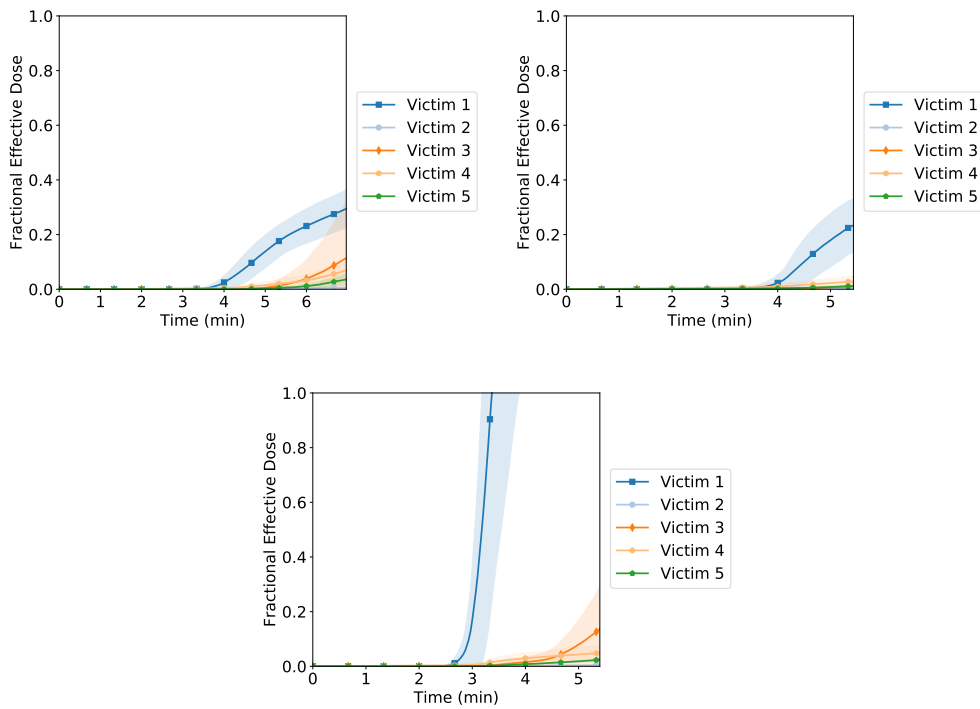 Fractional Effective Dose
1.0
0.8
0.6
0.4
0.2
0.0
0 1 2 3 4 5 6
Time (min)
Victim 1
Victim 2
Victim 3
Victim 4
Victim 5
Fractional Effective Dose
1.0
0.8
0.6
0.4
0.2
0.0
0 1 2 3 4 5
Time (min)
Victim 1
Victim 2
Victim 3
Victim 4
Victim 5
Fractional Effective Dose
1.0
0.8
0.6
0.4
0.2
0.0
0 1 2 3 4 5
Time (min)
Victim 1
Victim 2
Victim 3
Victim 4
Victim 5